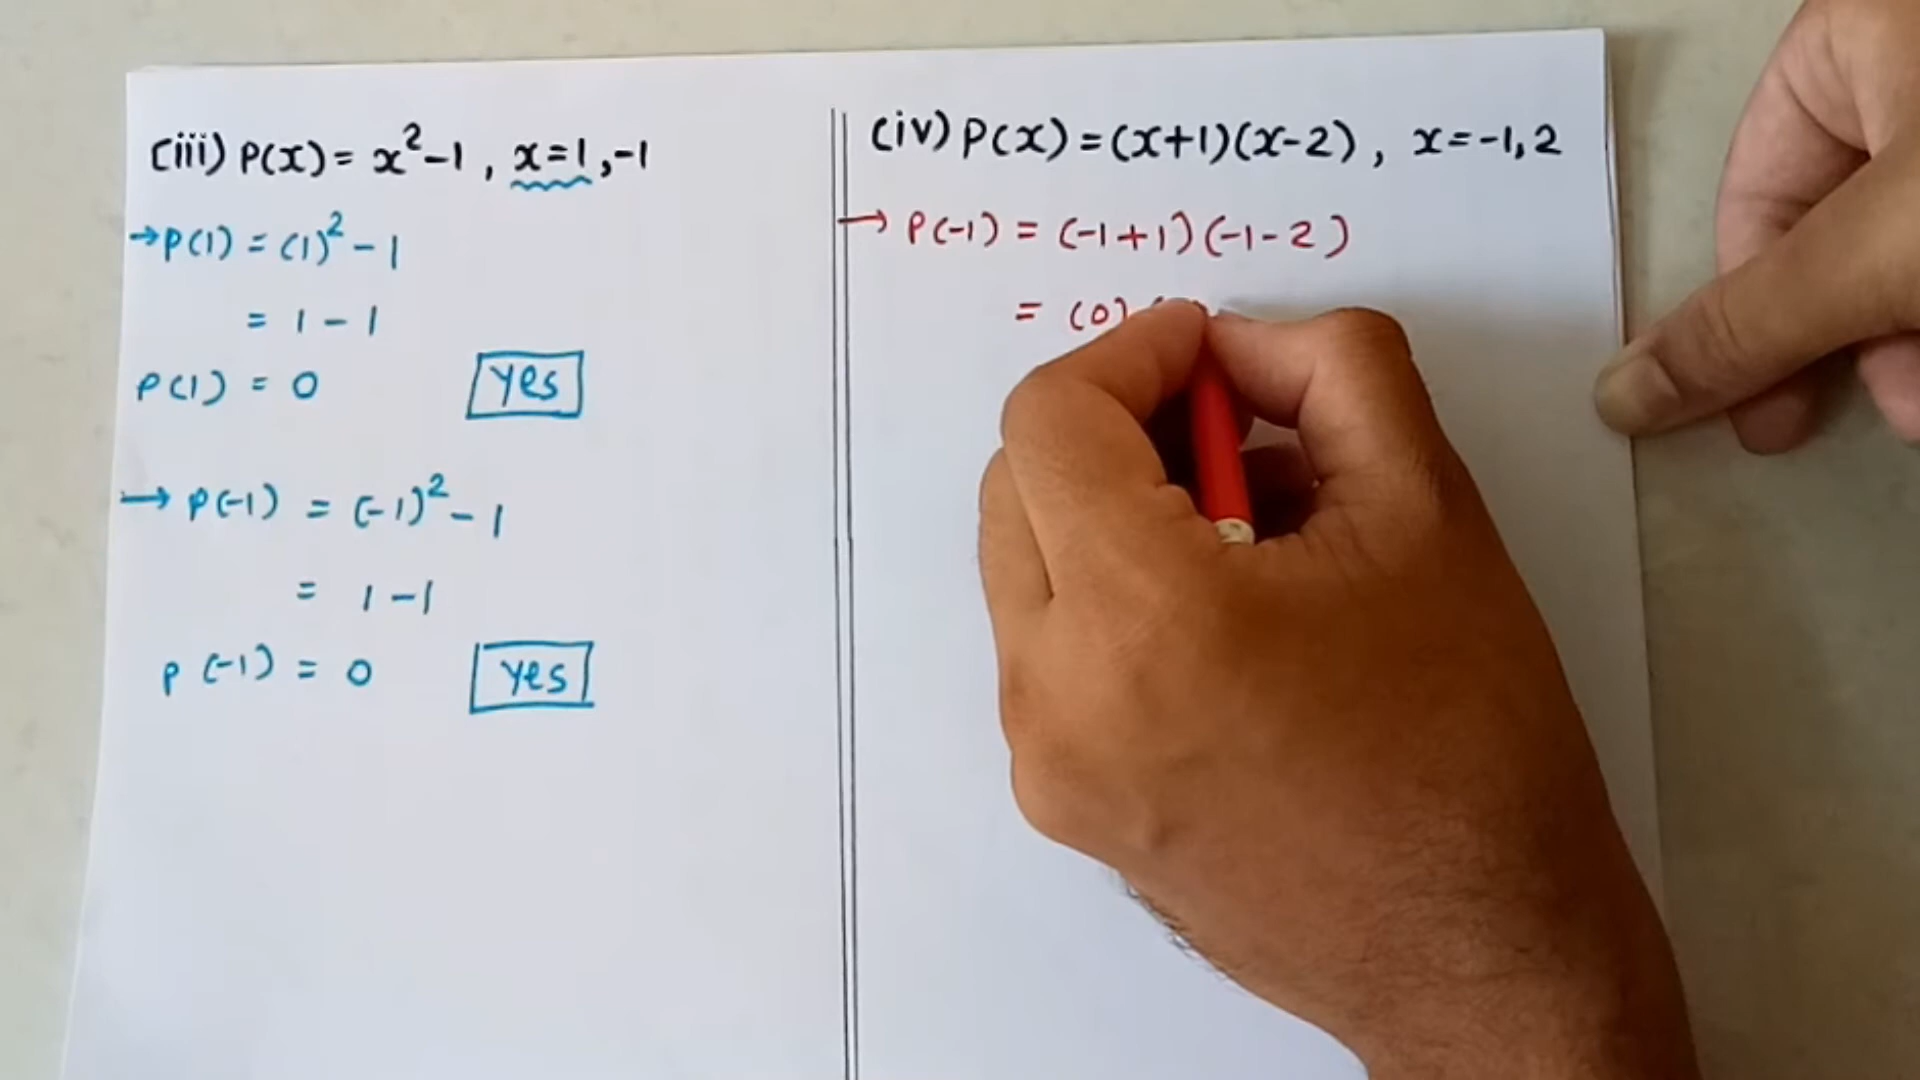 (iii) P(x) = x²-1, x=1,-1
→P(1) = (1)² - 1
= 1 - 1
P(1) = 0 Yes
→ P(-1) = (-1)² - 1
= 1 - 1
P(-1) = 0 Yes
(iv) P(x) = (x+1)(x-2), x=-1,2
→ P(-1) = (-1+1)(-1-2)
= (0)